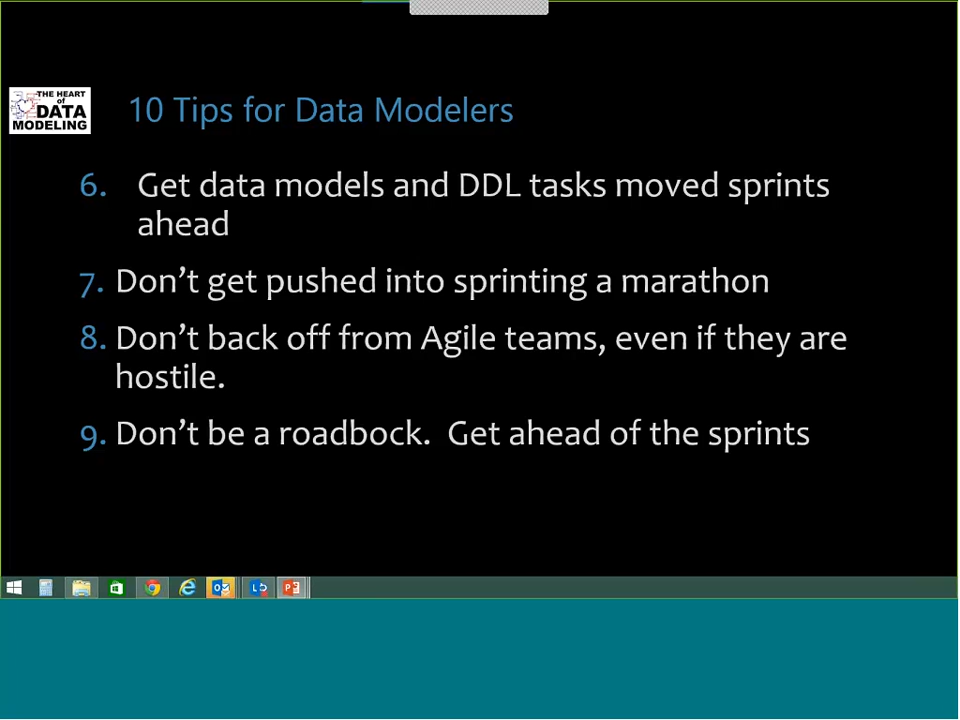 THE HEART
of
DATA
MODELING
10 Tips for Data Modelers
6. Get data models and DDL tasks moved sprints
ahead
7. Don’t get pushed into sprinting a marathon
8. Don’t back off from Agile teams, even if they are
hostile.
9. Don’t be a roadbock.  Get ahead of the sprints